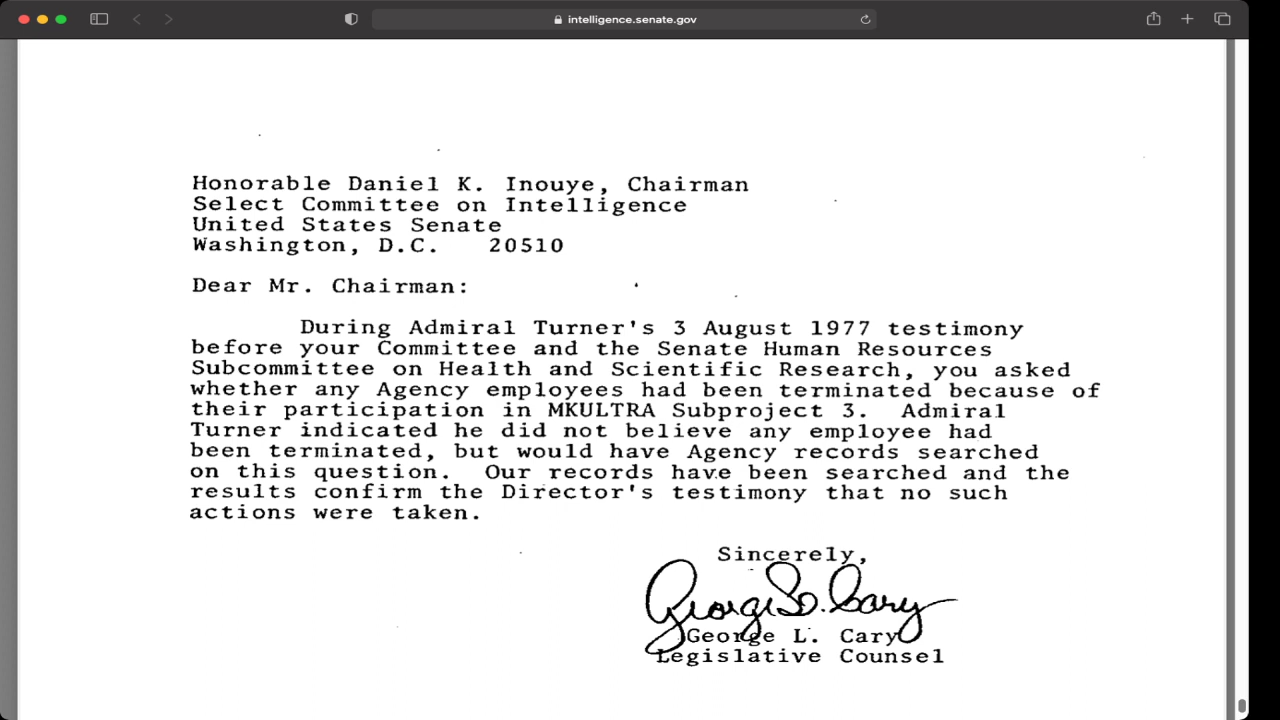 intelligence.senate.gov
Honorable Daniel K. Inouye, Chairman
Select Committee on Intelligence
United States Senate
Washington, D.C. 20510
Dear Mr. Chairman:
During Admiral Turner's 3 August 1977 testimony
before your Committee and the Senate Human Resources
Subcommittee on Health and Scientific Research, you asked
whether any Agency employees had been terminated because of
their participation in MKULTRA Subproject 3. Admiral
Turner indicated he did not believe any employee had
been terminated, but would have Agency records searched
on this question. Our records have been searched and the
results confirm the Director's testimony that no such
actions were taken.
Sincerely,
George L. Cary
George L. Cary
Legislative Counsel